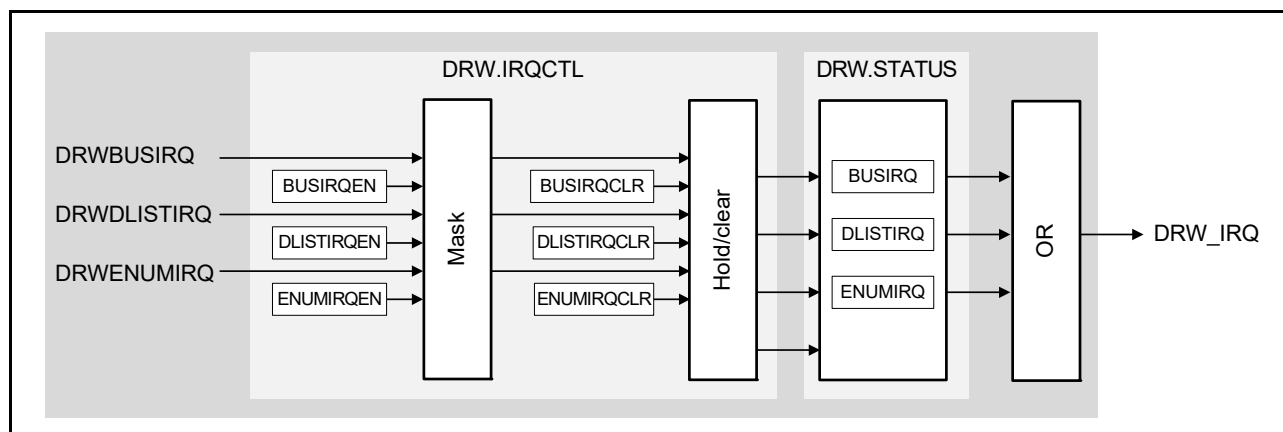 DRW.IRQCTL
DRW.STATUS
DRWBUSIRQ
BUSIRQEN
DRWDLISTIRQ
DLISTIRQEN
DRWENUMIRQ
ENUMIRQEN
Mask
BUSIRQCLR
DLISTIRQCLR
ENUMIRQCLR
Hold/clear
BUSIRQ
DLISTIRQ
ENUMIRQ
OR
DRW_IRQ